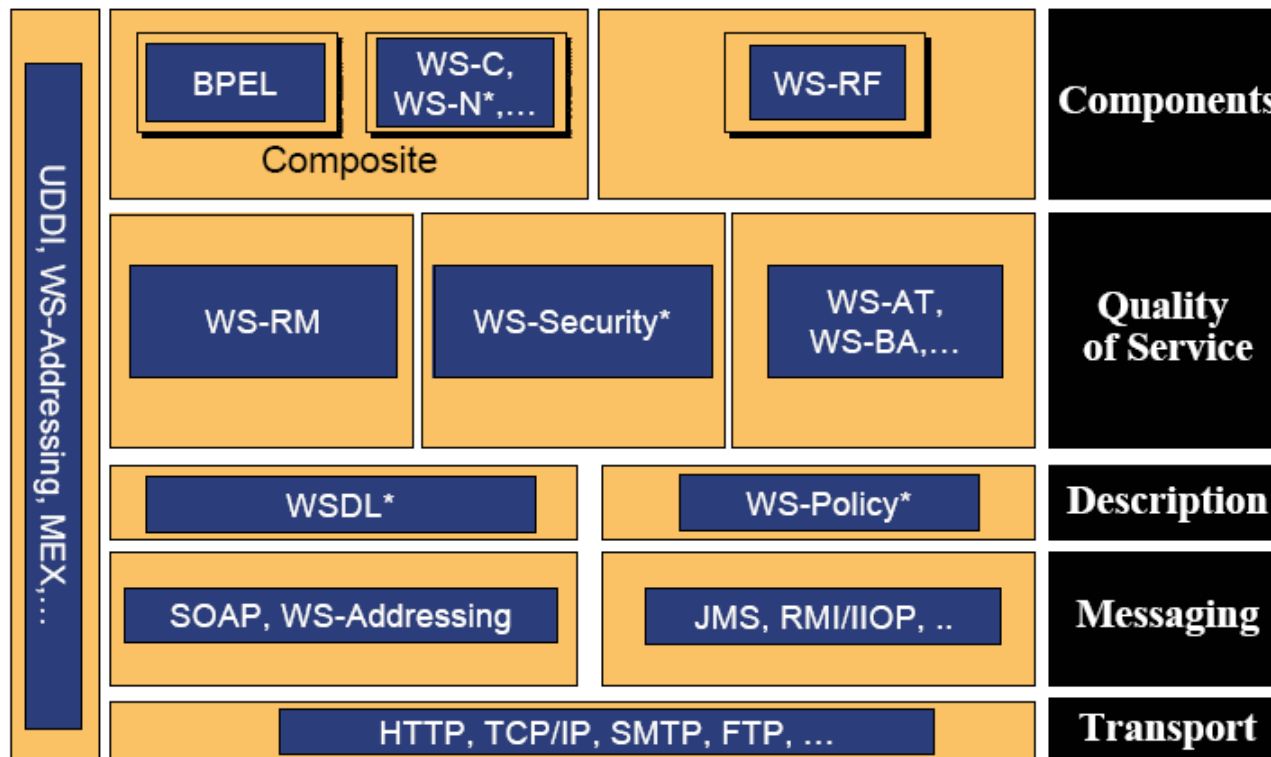 UDDI, WS-Addressing, MEX,...
BPEL
WS-C,
WS-N*,...
Composite
WS-RF
Components
WS-RM
WS-Security*
WS-AT,
WS-BA,...
Quality
of Service
WSDL*
WS-Policy*
Description
SOAP, WS-Addressing
JMS, RMI/IIOP, ..
Messaging
HTTP, TCP/IP, SMTP, FTP, ...
Transport